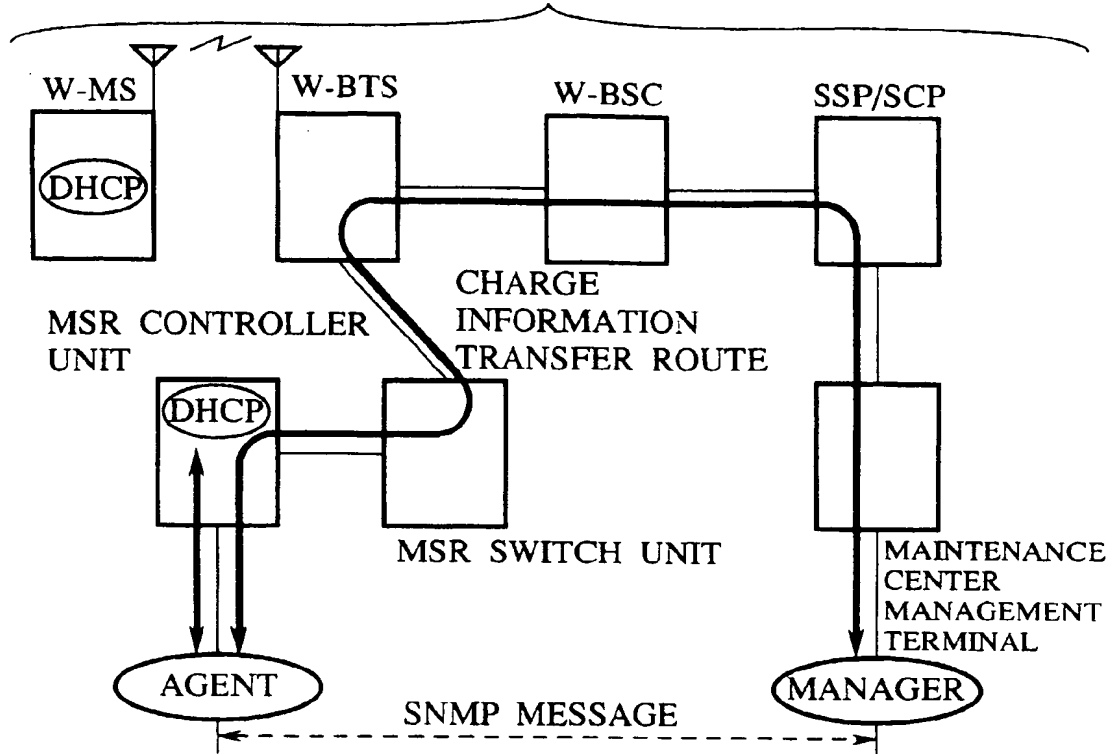 W-MS
W-BTS
W-BSC
SSP/SCP
DHCP
CHARGE
INFORMATION
TRANSFER ROUTE
MSR CONTROLLER
UNIT
DHCP
MSR SWITCH UNIT
MAINTENANCE
CENTER
MANAGEMENT
TERMINAL
AGENT
MANAGER
SNMP MESSAGE